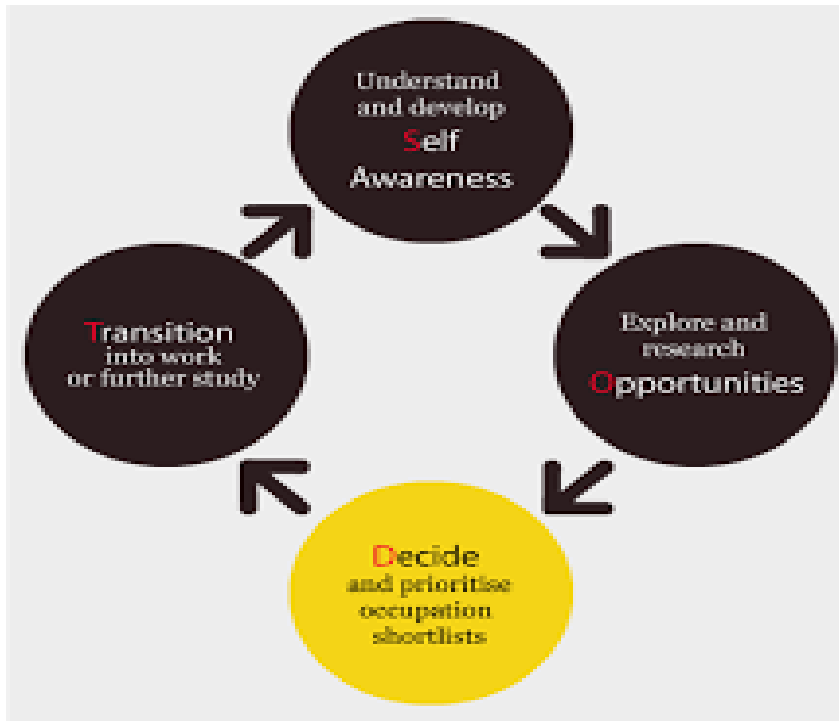 Understand
and develop
Self
Awareness
Explore and
research
Opportunities
Decide
and prioritise
occupation
shortlists
Transition
into work
or further study